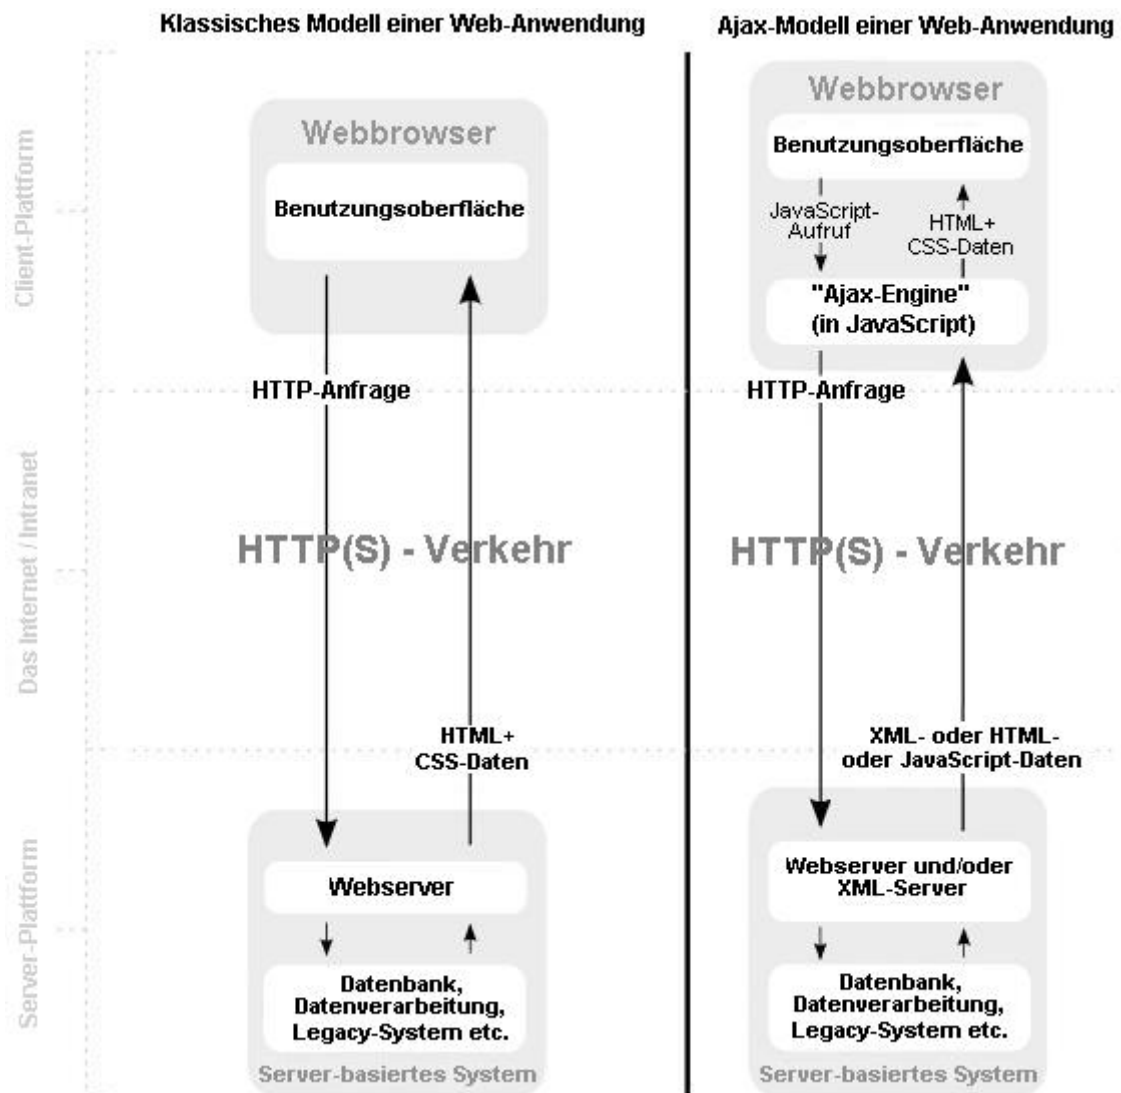 Klassisches Modell einer Web-Anwendung
Webbrowser
Benutzungsoberfläche
HTTP-Anfrage
HTTP(S) - Verkehr
HTML+
CSS-Daten
Webserver
Datenbank,
Datenverarbeitung,
Legacy-System etc.
Server-basiertes System
Ajax-Modell einer Web-Anwendung
Webbrowser
Benutzungsoberfläche
JavaScript-
Aufruf
HTML+
CSS-Daten
"Ajax-Engine"
(in JavaScript)
HTTP-Anfrage
HTTP(S) - Verkehr
XML- oder HTML-
oder JavaScript-Daten
Webserver und/oder
XML-Server
Datenbank,
Datenverarbeitung,
Legacy-System etc.
Server-basiertes System
Client-Plattform
Das Internet / Intranet
Server-Plattform